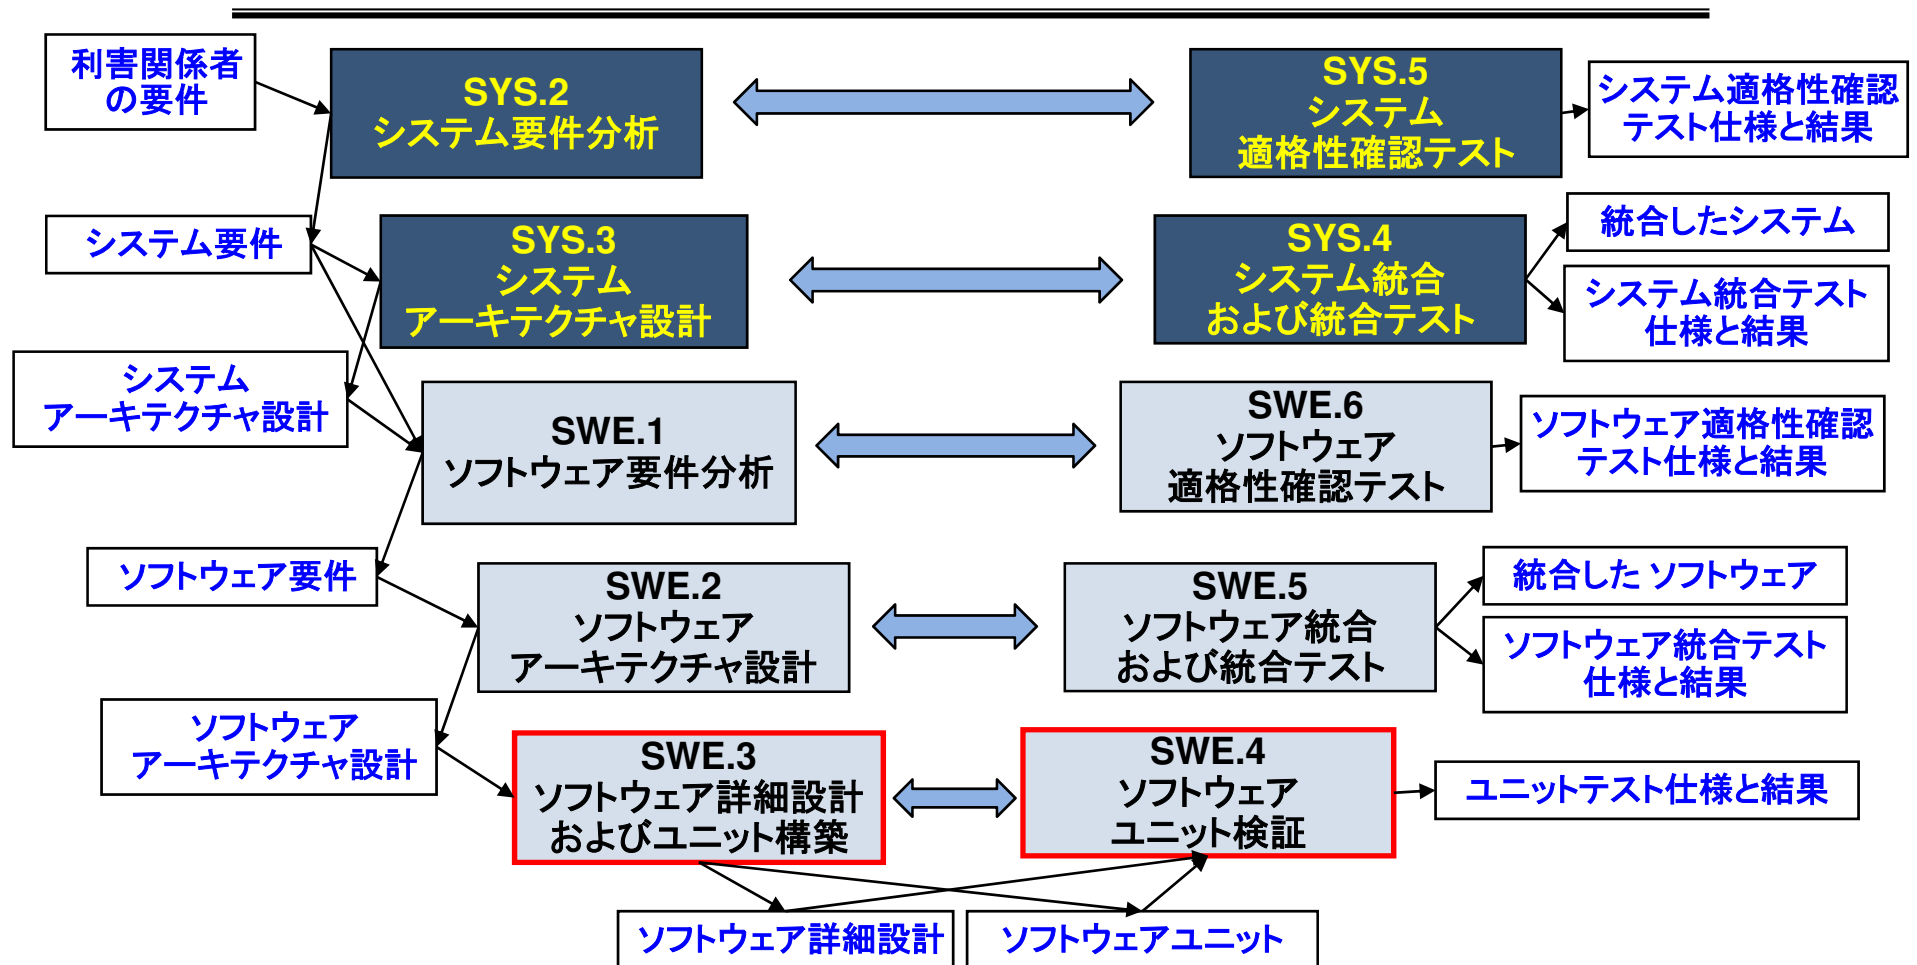 利害関係者
の要件
SYS.2
システム要件分析
SYS.5
システム
適格性確認テスト
システム適格性確認
テスト仕様と結果
システム要件
SYS.3
システム
アーキテクチャ設計
SYS.4
システム統合
および統合テスト
統合したシステム
システム統合テスト
仕様と結果
システム
アーキテクチャ設計
SWE.1
ソフトウェア要件分析
SWE.6
ソフトウェア
適格性確認テスト
ソフトウェア適格性確認
テスト仕様と結果
ソフトウェア要件
SWE.2
ソフトウェア
アーキテクチャ設計
SWE.5
ソフトウェア統合
および統合テスト
統合した ソフトウェア
ソフトウェア統合テスト
仕様と結果
ソフトウェア
アーキテクチャ設計
SWE.3
ソフトウェア詳細設計
およびユニット構築
SWE.4
ソフトウェア
ユニット検証
ユニットテスト仕様と結果
ソフトウェア詳細設計
ソフトウェアユニット